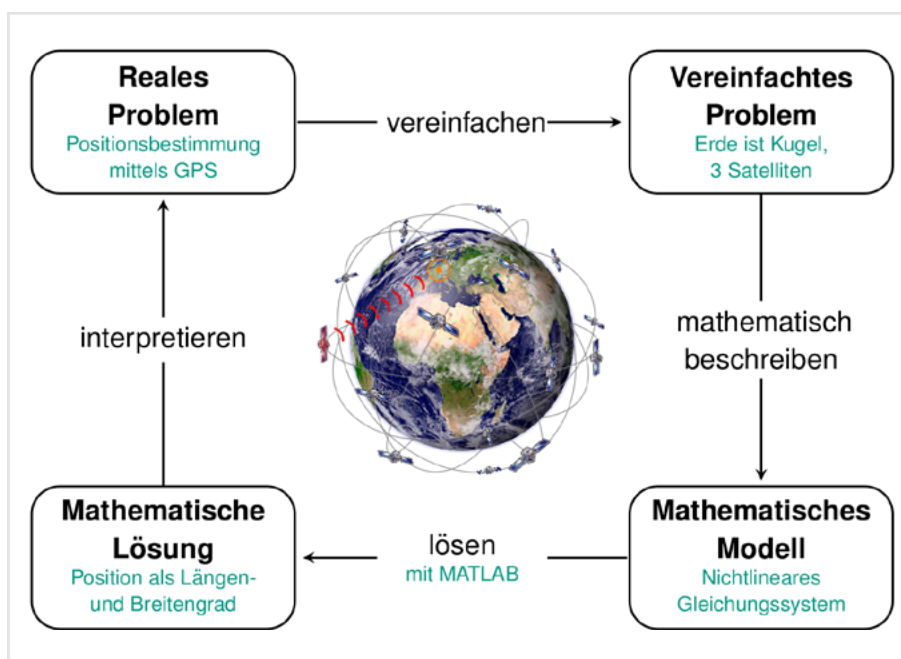 Reales
Problem
Positionsbestimmung
mittels GPS
vereinfachen
Vereinfachtes
Problem
Erde ist Kugel,
3 Satelliten
mathematisch
beschreiben
Mathematisches
Modell
Nichtlineares
Gleichungssystem
lösen
mit MATLAB
Mathematische
Lösung
Position als Längen-
und Breitengrad
interpretieren